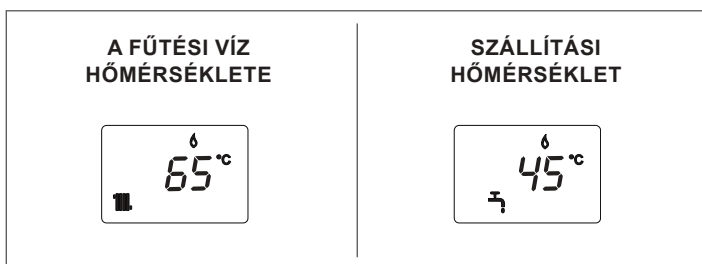 A FŰTÉSI VÍZ
HŐMÉRSÉKLETE
65 °C
SZÁLLÍTÁSI
HŐMÉRSÉKLET
45 °C